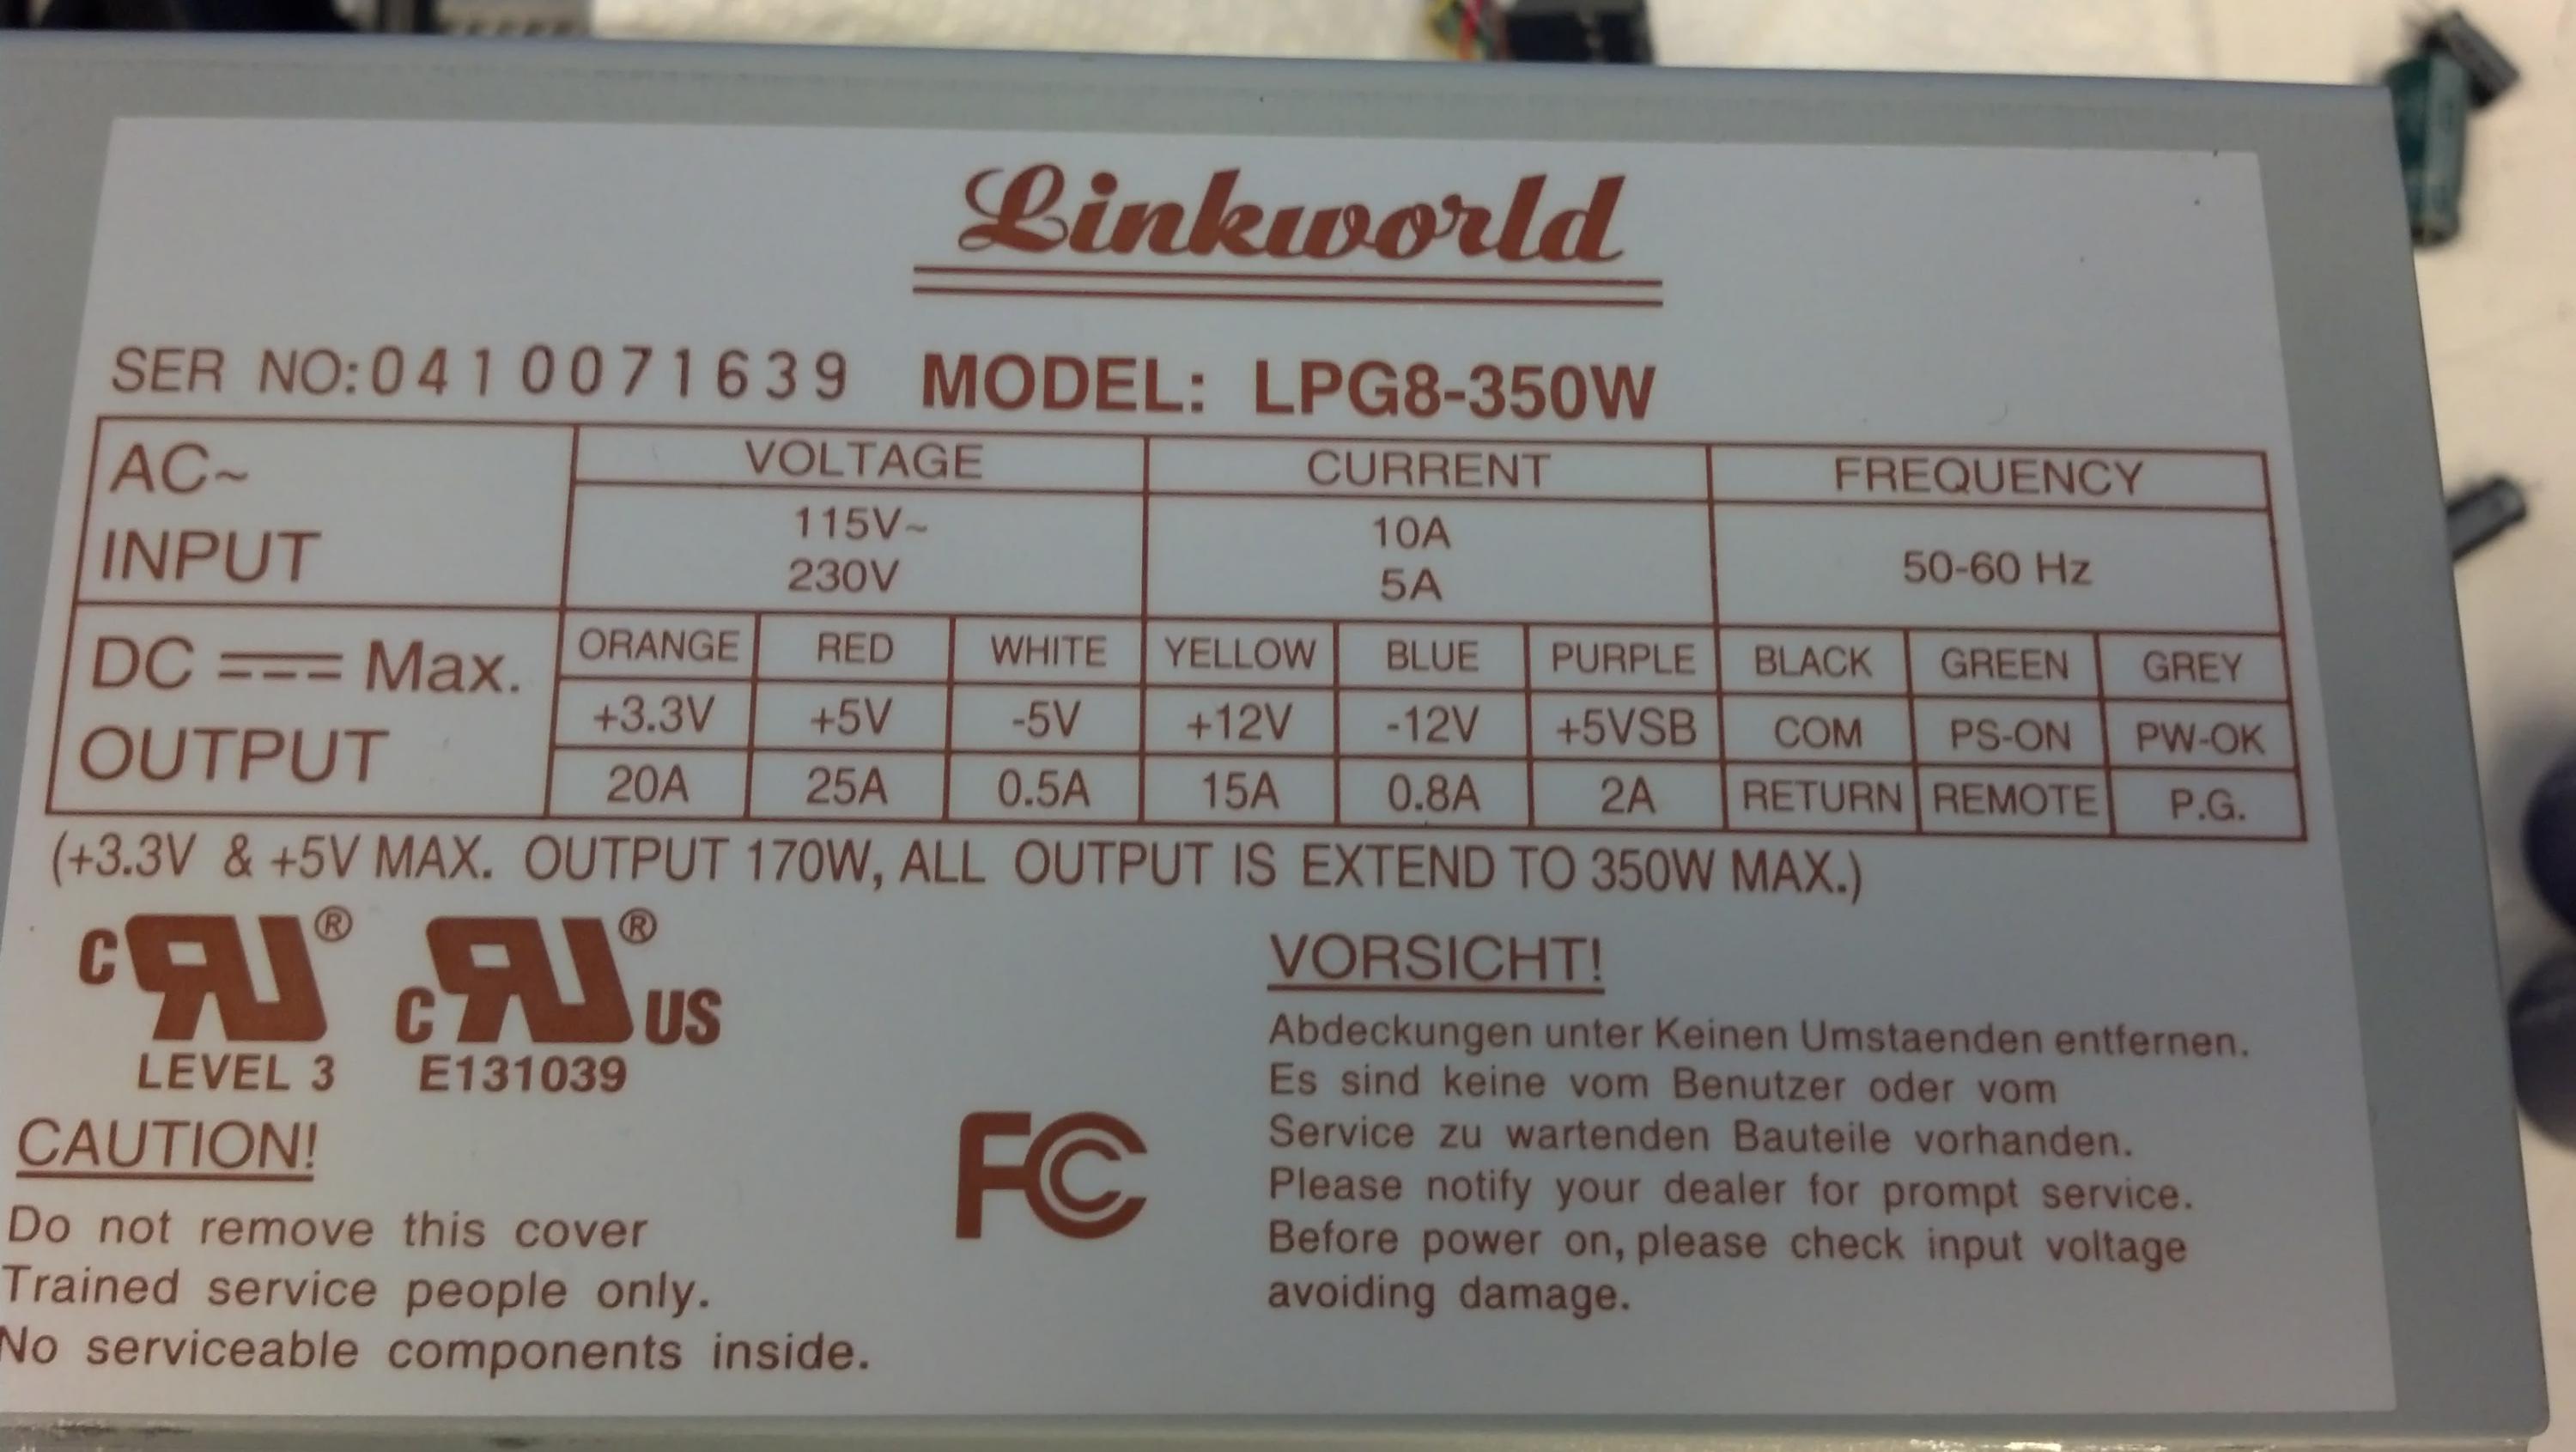 Linkworld
SER NO:0410071639 MODEL: LPG8-350W
AC~ INPUT
VOLTAGE CURRENT FREQUENCY
115V~ 10A
230V 5A
50-60 Hz
DC Max. OUTPUT
ORANGE RED WHITE YELLOW BLUE PURPLE BLACK GREEN GREY
+3.3V +5V -5V +12V -12V +5VSB COM PS-ON PW-OK
20A 25A 0.5A 15A 0.8A 2A RETURN REMOTE P.G.
(+3.3V & +5V MAX. OUTPUT 170W, ALL OUTPUT IS EXTEND TO 350W MAX.)
C RU ® C RU ® US
LEVEL 3 E131039
CAUTION!
Do not remove this cover
Trained service people only.
No serviceable components inside.
FC
VORSICHT!
Abdeckungen unter Keinen Umstaenden entfernen.
Es sind keine vom Benutzer oder vom
Service zu wartenden Bauteile vorhanden.
Please notify your dealer for prompt service.
Before power on, please check input voltage
avoiding damage.